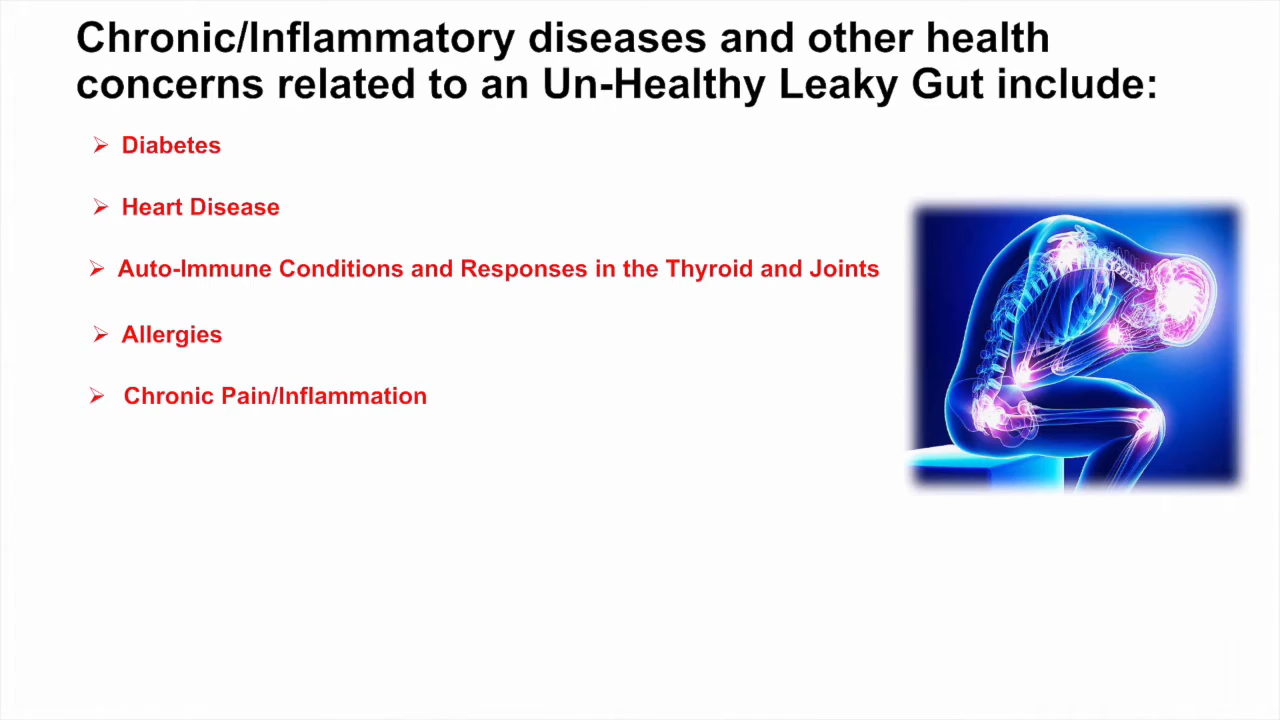 Chronic/Inflammatory diseases and other health
concerns related to an Un-Healthy Leaky Gut include:
➢ Diabetes
➢ Heart Disease
➢ Auto-Immune Conditions and Responses in the Thyroid and Joints
➢ Allergies
➢ Chronic Pain/Inflammation